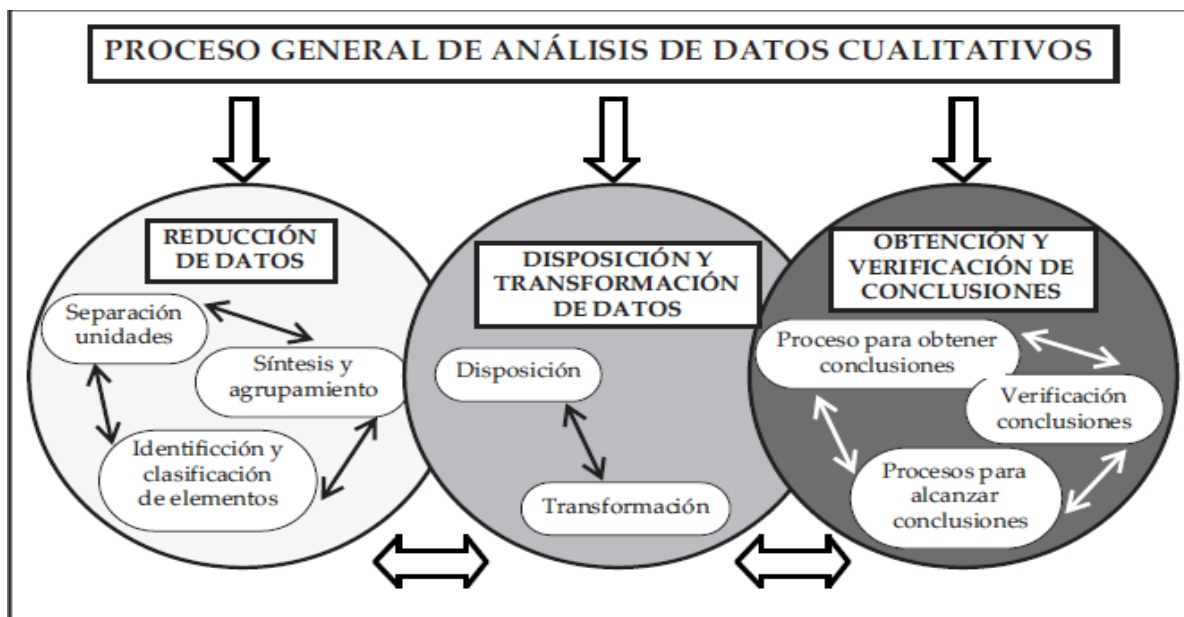 PROCESO GENERAL DE ANÁLISIS DE DATOS CUALITATIVOS
REDUCCIÓN
DE DATOS
Separación
unidades
Síntesis y
agrupamiento
Identificción y
clasificación
de elementos
DISPOSICIÓN Y
TRANSFORMACIÓN
DE DATOS
Disposición
Transformación
OBTENCIÓN Y
VERIFICACIÓN DE
CONCLUSIONES
Proceso para obtener
conclusiones
Verificación
conclusiones
Procesos para
alcanzar
conclusiones